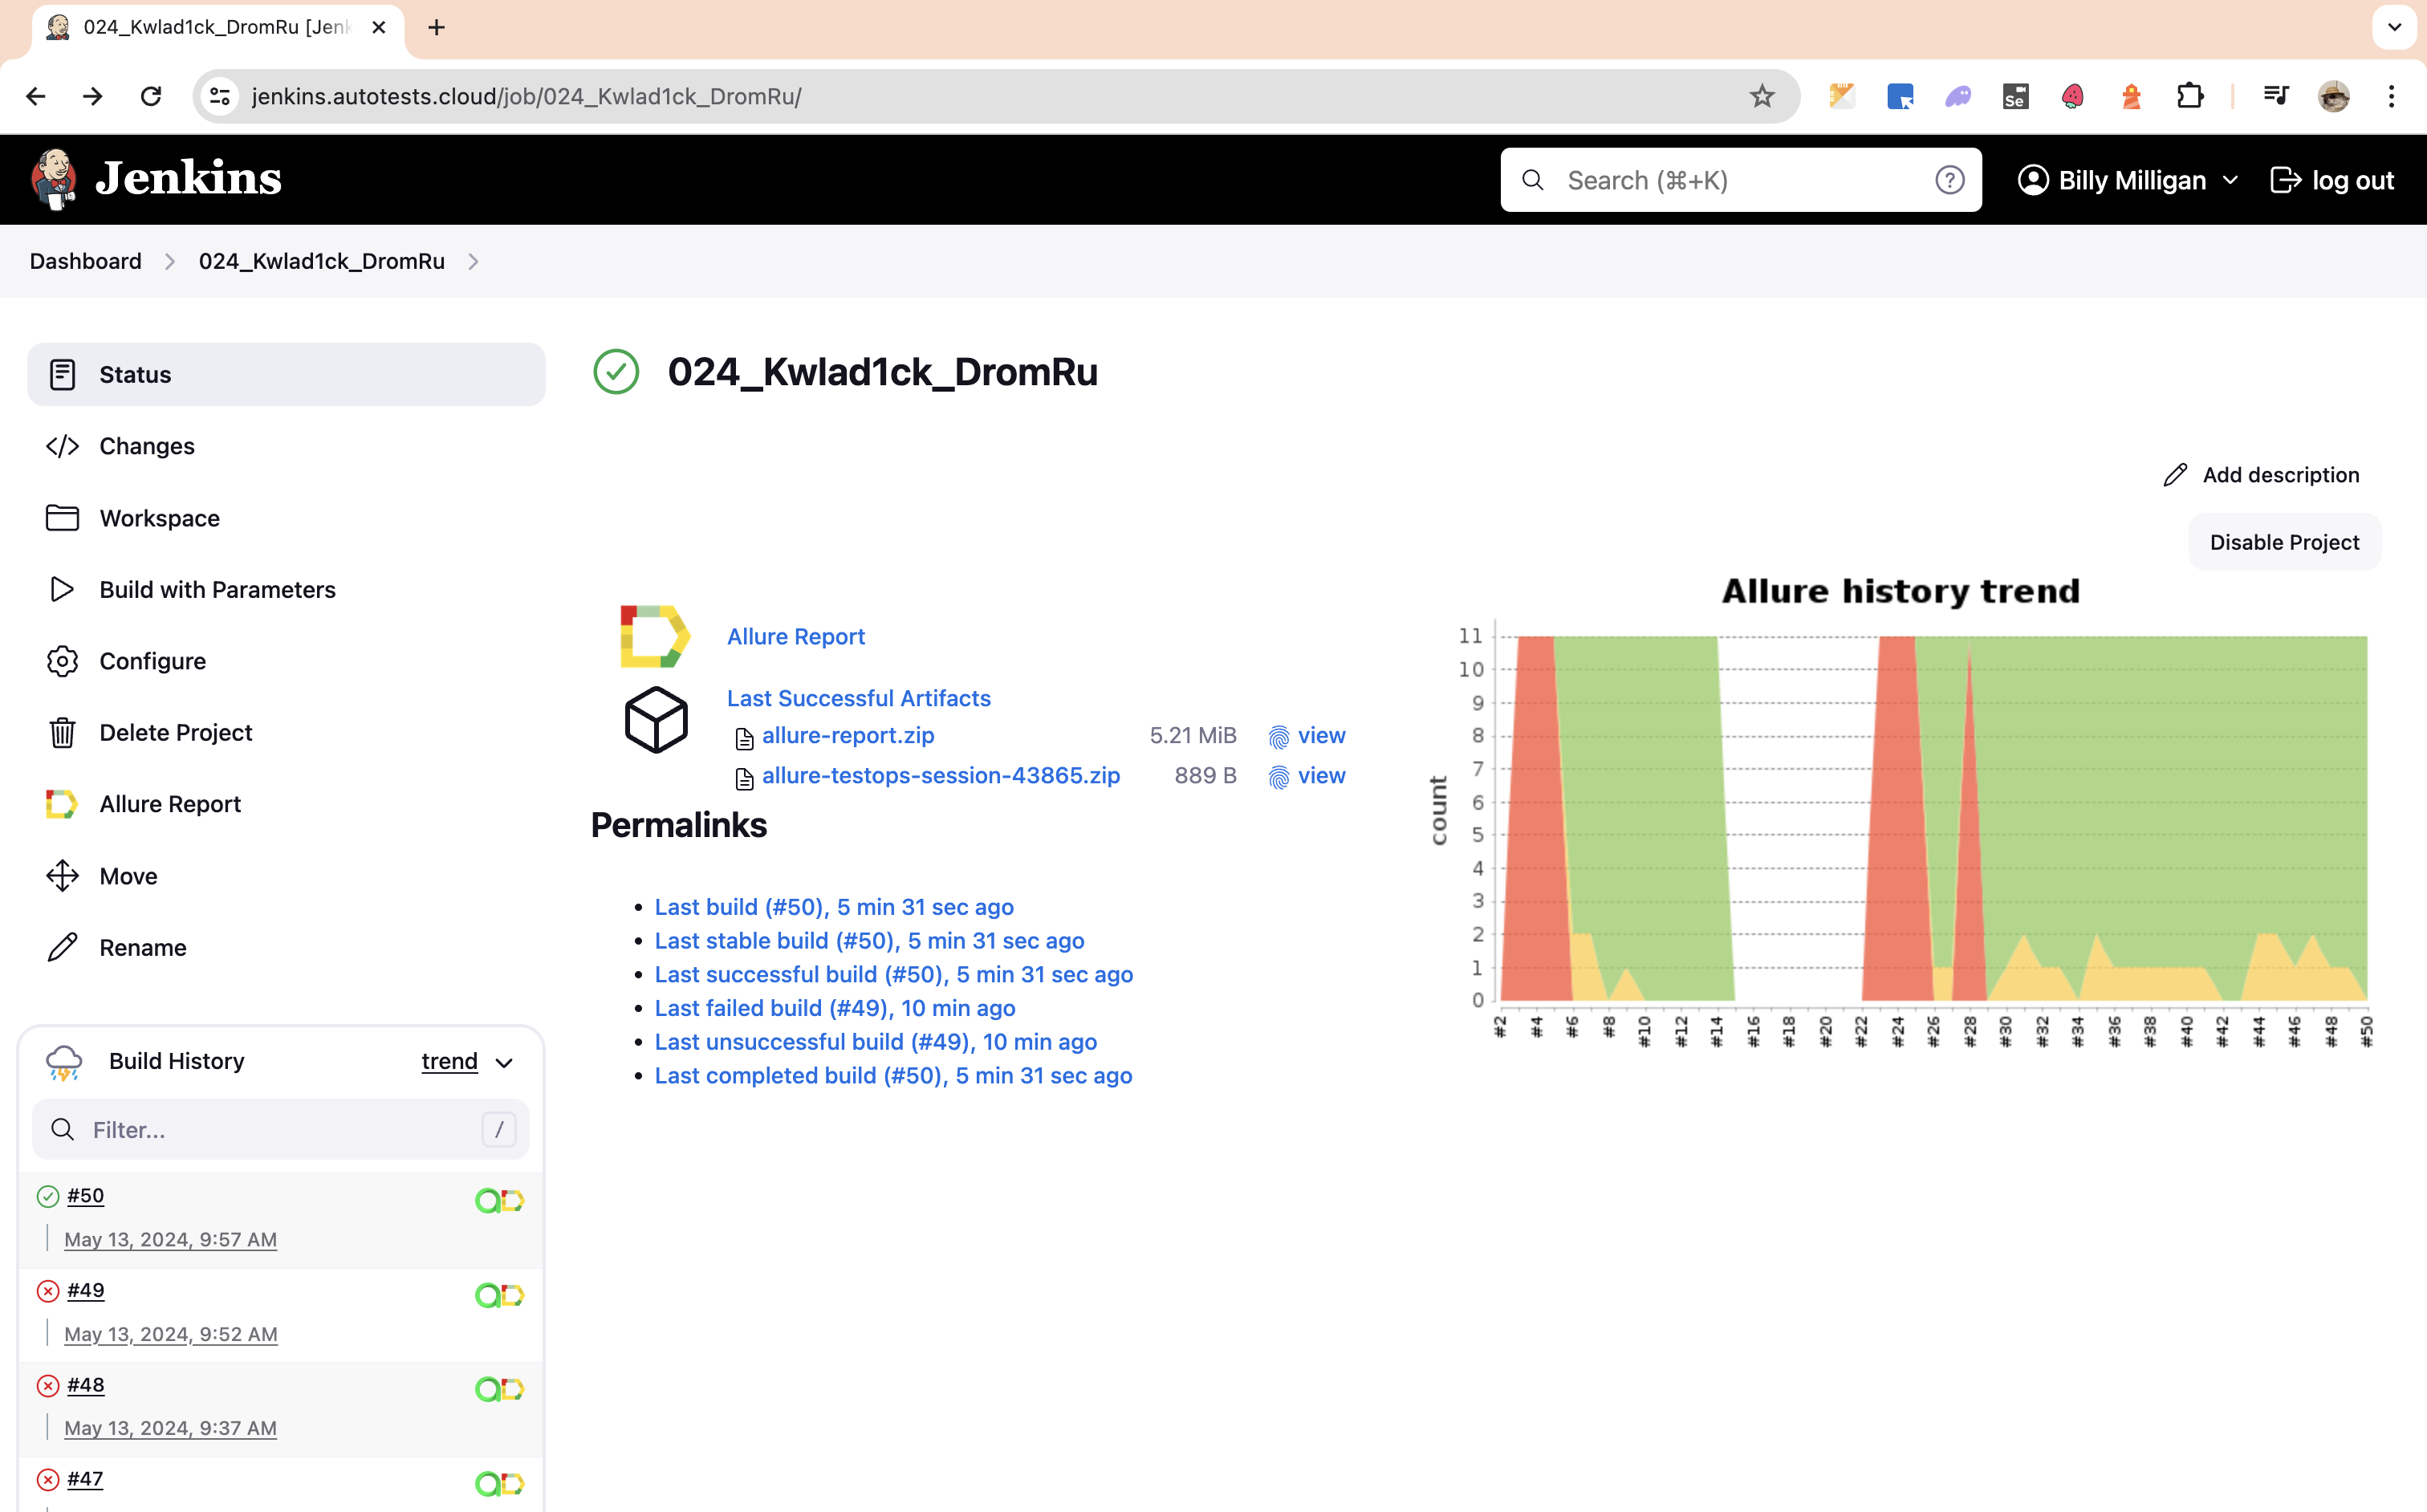 024_Kwlad1ck_DromRu [Jenk
jenkins.autotests.cloud/job/024_Kwlad1ck_DromRu/
Se
Jenkins
Search (⌘+K)
?
Billy Milligan
log out
Dashboard
024_Kwlad1ck_DromRu
Status
Changes
Workspace
Build with Parameters
Configure
Delete Project
Allure Report
Move
Rename
Build History
trend
Filter...
/
#50
May 13, 2024, 9:57 AM
#49
May 13, 2024, 9:52 AM
#48
May 13, 2024, 9:37 AM
#47
024_Kwlad1ck_DromRu
Add description
Disable Project
Allure Report
Last Successful Artifacts
allure-report.zip 5.21 MiB view
allure-testops-session-43865.zip 889 B view
Permalinks
Last build (#50), 5 min 31 sec ago
Last stable build (#50), 5 min 31 sec ago
Last successful build (#50), 5 min 31 sec ago
Last failed build (#49), 10 min ago
Last unsuccessful build (#49), 10 min ago
Last completed build (#50), 5 min 31 sec ago
Allure history trend
count
11
10
9
8
7
6
5
4
3
2
1
0
#2 #4 #6 #8 #10 #12 #14 #16 #18 #20 #22 #24 #26 #28 #30 #32 #34 #36 #38 #40 #42 #44 #46 #48 #50